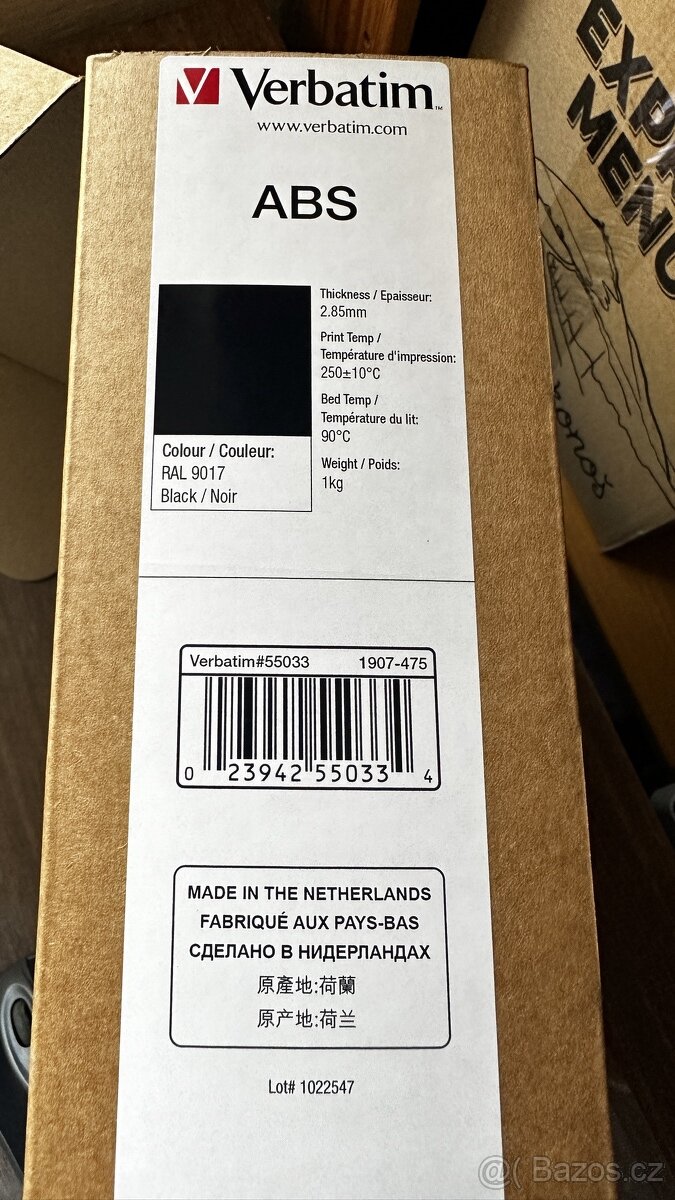 Verbatim™
www.verbatim.com
ABS
Thickness / Epaisseur:
2.85mm
Print Temp /
Température d'impression:
250±10°C
Bed Temp /
Température du lit:
90°C
Weight / Poids:
1kg
Colour / Couleur:
RAL 9017
Black / Noir
Verbatim#55033 1907-475
0 23942 55033 4
MADE IN THE NETHERLANDS
FABRIQUÉ AUX PAYS-BAS
СДЕЛАНО В НИДЕРЛАНДАХ
原產地:荷蘭
原产地:荷兰
Lot# 1022547
@( Bazos.cz